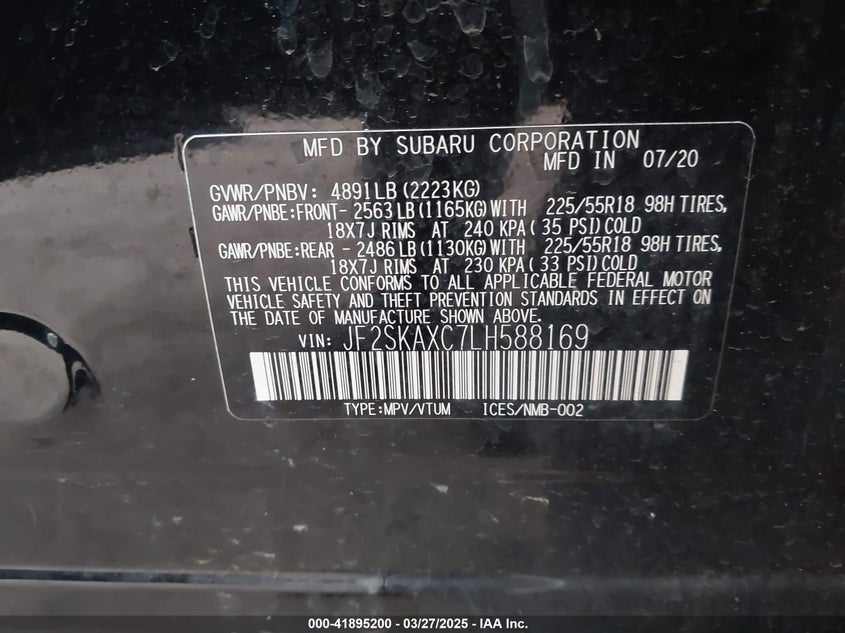 MFD BY SUBARU CORPORATION
MFD IN 07/20
GVWR/PNBV: 4891LB (2223KG)
GAWR/PNBE:FRONT- 2563 LB (1165KG) WITH 225/55R18 98H TIRES,
18X7J RIMS AT 240 KPA ( 35 PSI) COLD
GAWR/PNBE:REAR - 2486 LB (1130KG) WITH 225/55R18 98H TIRES,
18X7J RIMS AT 230 KPA ( 33 PSI) COLD
THIS VEHICLE CONFORMS TO ALL APPLICABLE FEDERAL MOTOR
VEHICLE SAFETY AND THEFT PREVENTION STANDARDS IN EFFECT ON
THE DATE OF MANUFACTURE SHOWN ABOVE.
VIN: JF2SKAXC7LH588169
TYPE:MPV/VTUM ICES/NMB-002
000-41895200 - 03/27/2025 - IAA Inc.